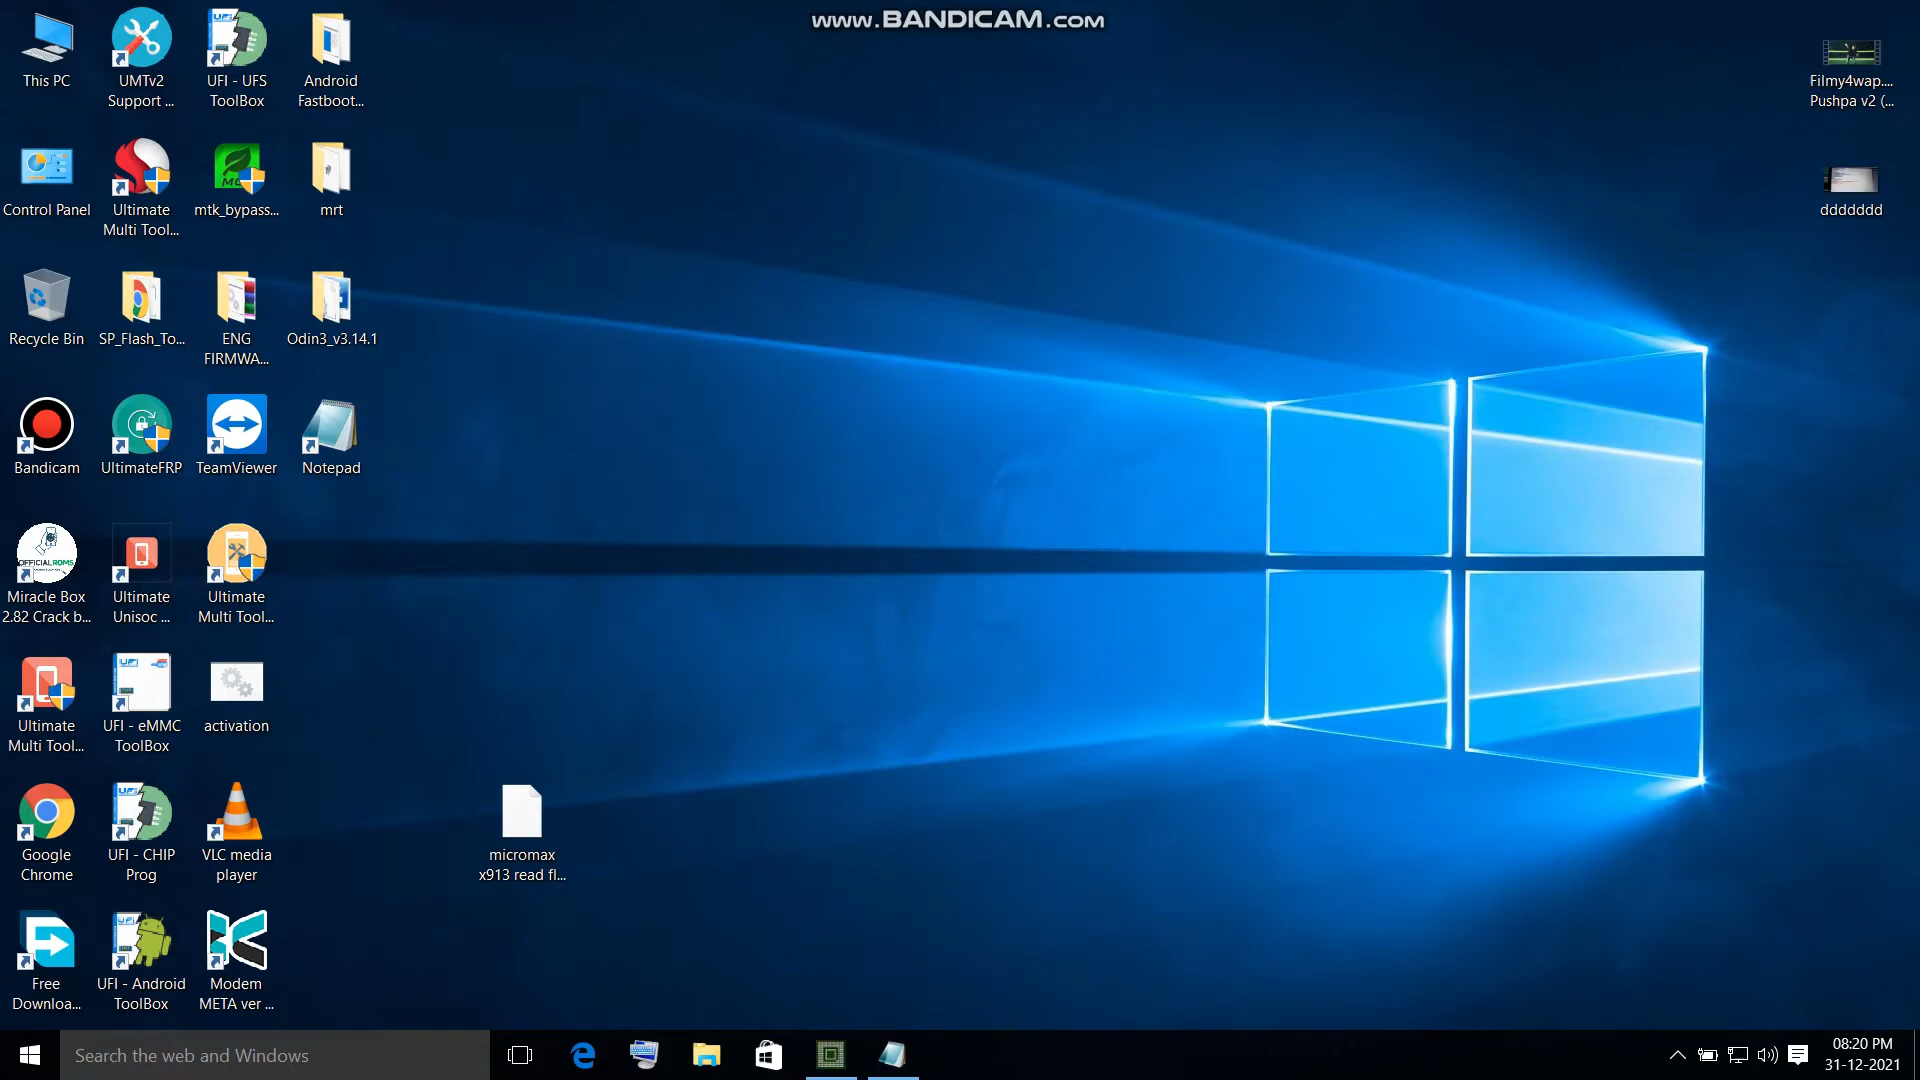 www.BANDICAM.com
This PC
UMTv2
Support ...
UFI - UFS
ToolBox
Android
Fastboot...
Filmy4wap....
Pushpa v2 (...
Control Panel
Ultimate
Multi Tool...
mtk_bypass...
mrt
ddddddd
Recycle Bin
SP_Flash_To...
ENG
FIRMWA...
Odin3_v3.14.1
Bandicam
UltimateFRP
TeamViewer
Notepad
OFFICIALROMS
Miracle Box
2.82 Crack b...
Ultimate
Unisoc ...
Ultimate
Multi Tool...
Ultimate
Multi Tool...
UFI - eMMC
ToolBox
activation
Google
Chrome
UFI - CHIP
Prog
VLC media
player
micromax
x913 read fl...
Free
Downloa...
UFI - Android
ToolBox
Modem
META ver ...
Search the web and Windows
08:20 PM
31-12-2021